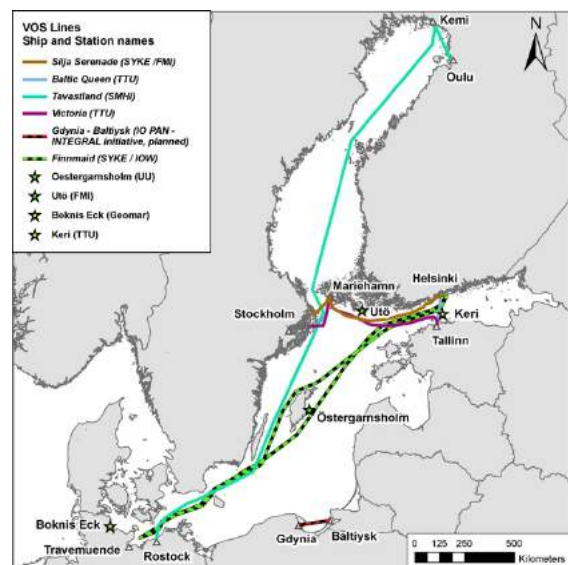 VOS Lines
Ship and Station names
Silja Serenade (SYKE /FMI)
Baltic Queen (TTU)
Tavastland (SMHI)
Victoria (TTU)
Gdynia - Baltiysk (IO PAN -
INTEGRAL initiative, planned)
Finnmaid (SYKE / IOW)
Oestergarnsholm (UU)
Utö (FMI)
Boknis Eck (Geomar)
Keri (TTU)
Kemi
N
Oulu
Mariehamn
Helsinki
Stockholm
Utö
Keri
Tallinn
Östergarnsholm
Boknis Eck
Travemuende
Rostock
Gdynia
Bältiysk
0 125 250 500
Kilometers